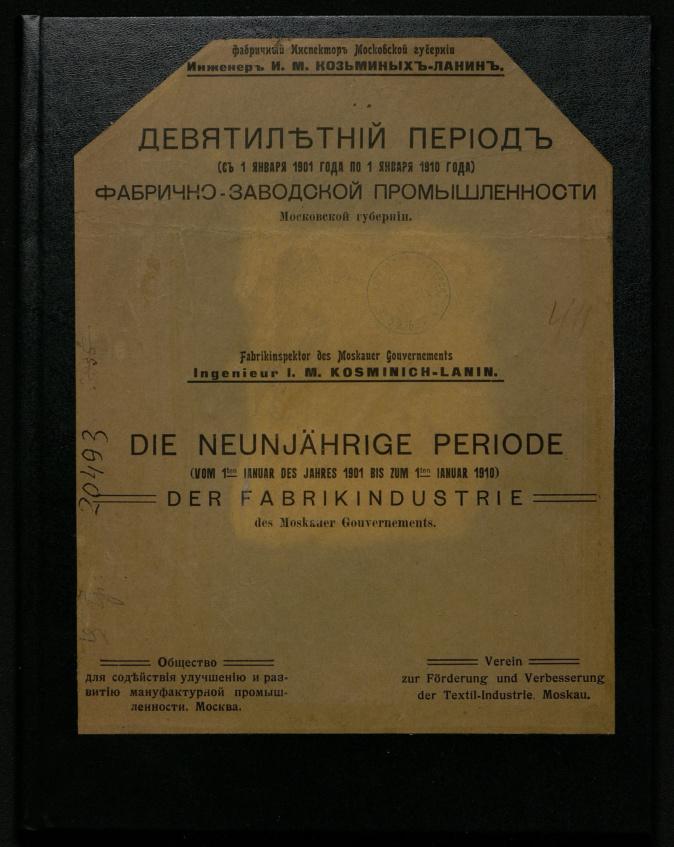 Фабричный Инспекторъ Московской губерніи
Инженеръ И. М. КОЗЬМИНЫХЪ-ЛАНИНЪ.
ДЕВЯТИЛѢТНІЙ ПЕРІОДЪ
(СЪ 1 ЯНВАРЯ 1901 ГОДА ПО 1 ЯНВАРЯ 1910 ГОДА)
ФАБРИЧНО-ЗАВОДСКОЙ ПРОМЫШЛЕННОСТИ
Московской губерніи.
Fabrikinspektor des Moskauer Gouvernements
Ingenieur I. M. KOSMINICH-LANIN.
DIE NEUNJÄHRIGE PERIODE
(VOM 1ten IANUAR DES JAHRES 1901 BIS ZUM 1ten IANUAR 1910)
DER FABRIKINDUSTRIE
des Moskauer Gouvernements.
20493
Общество
для содѣйствія улучшенію и раз-
витію мануфактурной промыш-
ленности. Москва.
Verein
zur Förderung und Verbesserung
der Textil-Industrie. Moskau.